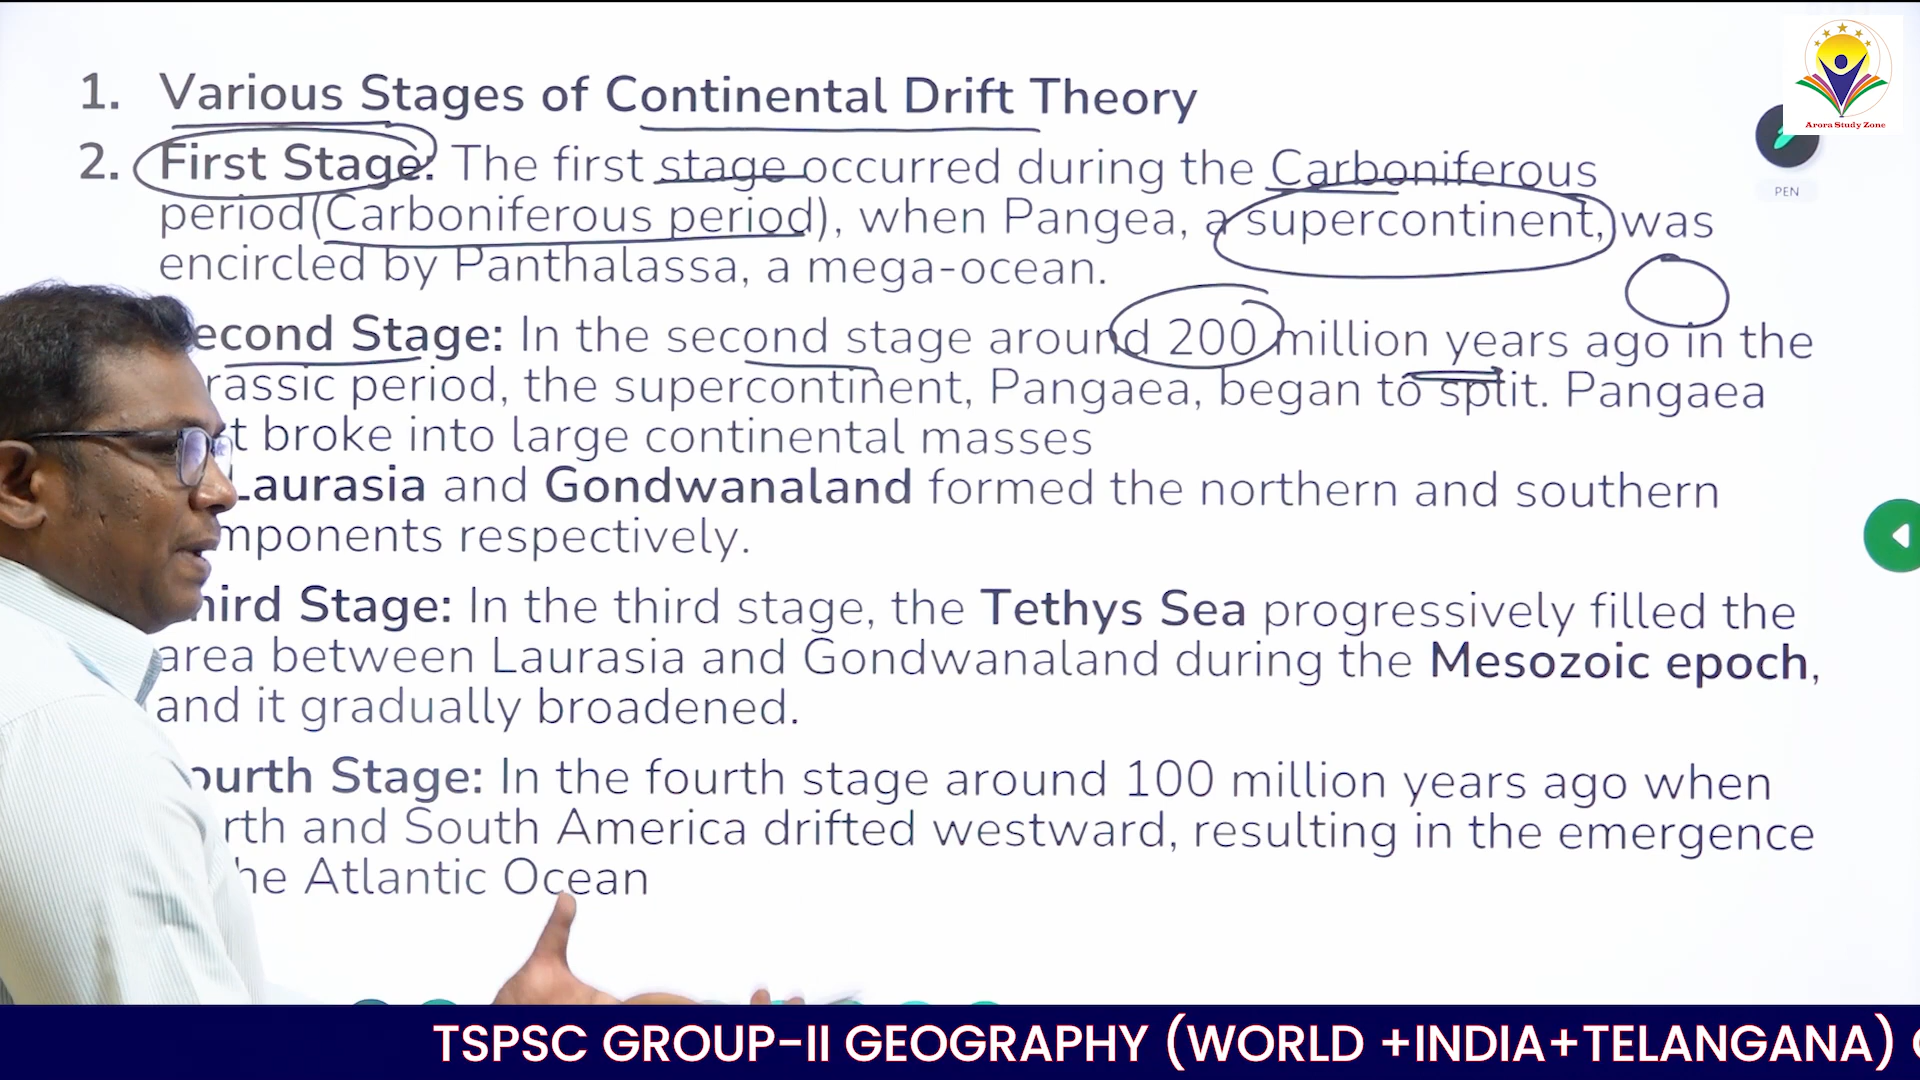 Arora Study Zone
PEN
1. Various Stages of Continental Drift Theory
2. First Stage: The first stage occurred during the Carboniferous
period(Carboniferous period), when Pangea, a supercontinent, was
encircled by Panthalassa, a mega-ocean.
econd Stage: In the second stage around 200 million years ago in the
rassic period, the supercontinent, Pangaea, began to split. Pangaea
t broke into large continental masses
Laurasia and Gondwanaland formed the northern and southern
mponents respectively.
hird Stage: In the third stage, the Tethys Sea progressively filled the
area between Laurasia and Gondwanaland during the Mesozoic epoch,
and it gradually broadened.
ourth Stage: In the fourth stage around 100 million years ago when
rth and South America drifted westward, resulting in the emergence
he Atlantic Ocean
TSPSC GROUP-II GEOGRAPHY (WORLD +INDIA+TELANGANA)